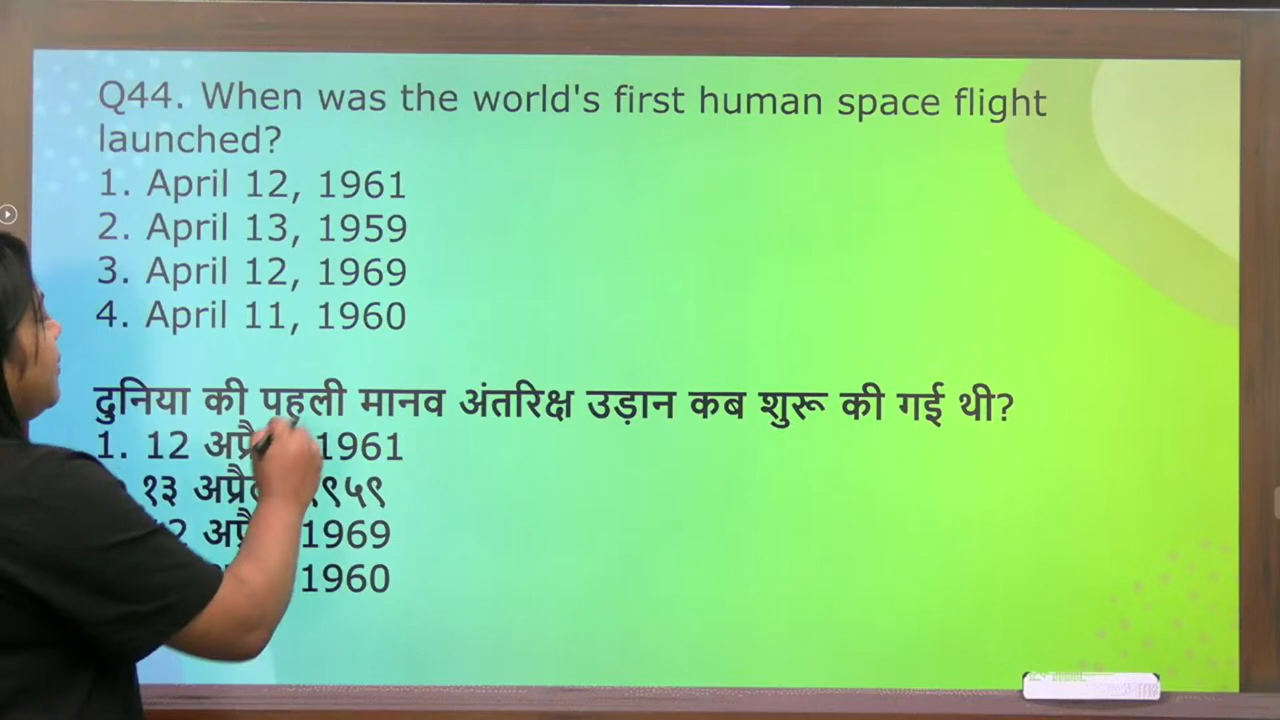 Q44. When was the world's first human space flight
launched?
1. April 12, 1961
2. April 13, 1959
3. April 12, 1969
4. April 11, 1960
दुनिया की पहली मानव अंतरिक्ष उड़ान कब शुरू की गई थी?
1. 12 1961
१३
1969
1960